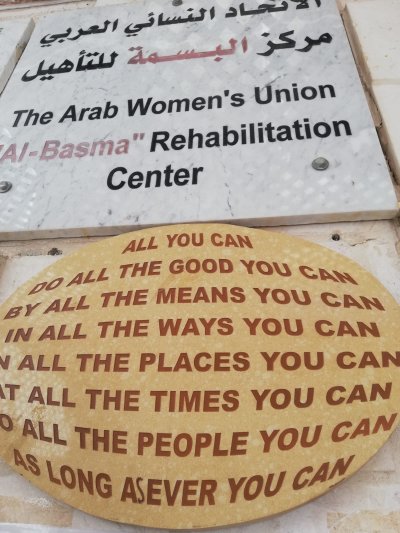 الاتحاد النسائي العربي
مركز البسمة للتأهيل
The Arab Women's Union
"Al-Basma" Rehabilitation
Center
ALL YOU CAN
DO ALL THE GOOD YOU CAN
BY ALL THE MEANS YOU CAN
IN ALL THE WAYS YOU CAN
N ALL THE PLACES YOU CAN
AT ALL THE TIMES YOU CAN
O ALL THE PEOPLE YOU CAN
AS LONG ASEVER YOU CAN